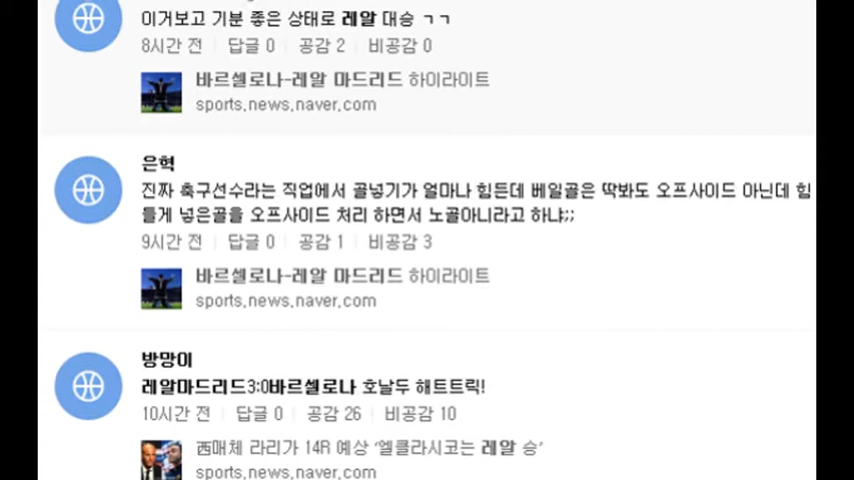 이거보고 기분 좋은 상태로 레알 대승 ㄱㄱ
8시간 전 답글 0 공감 2 비공감 0
바르셀로나-레알 마드리드 하이라이트
sports.news.naver.com
은혁
진짜 축구선수라는 직업에서 골넣기가 얼마나 힘든데 베일골은 딱봐도 오프사이드 아닌데 힘
들게 넣은골을 오프사이드 처리 하면서 노골아니라고 하냐;;
9시간 전 답글 0 공감 1 비공감 3
바르셀로나-레알 마드리드 하이라이트
sports.news.naver.com
방망이
레알마드리드3:0바르셀로나 호날두 해트트릭!
10시간 전 답글 0 공감 26 비공감 10
西매체 라리가 14R 예상 '엘클라시코는 레알 승'
sports.news.naver.com